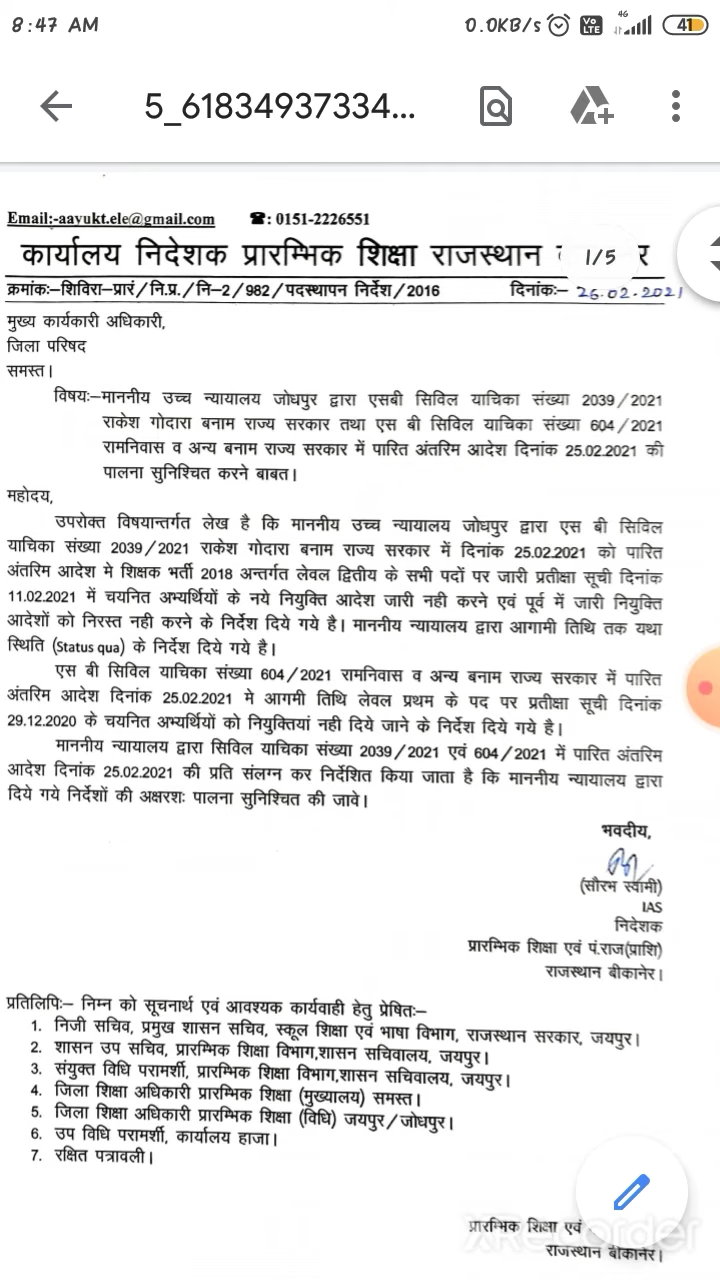 8:47 AM
0.0KB/s
Vo LTE
4G
41
5_61834937334...
Email:-aayukt.ele@gmail.com ☎: 0151-2226551
कार्यालय निदेशक प्रारम्भिक शिक्षा राजस्थान
1/5
क्रमांकः–शिविरा–प्रारं/नि.प्र./नि–2/982/पदस्थापन निर्देश/2016 दिनांकः– 26.02.2021
मुख्य कार्यकारी अधिकारी,
जिला परिषद
समस्त।
विषयः–माननीय उच्च न्यायालय जोधपुर द्वारा एसबी सिविल याचिका संख्या 2039/2021
राकेश गोदारा बनाम राज्य सरकार तथा एस बी सिविल याचिका संख्या 604/2021
रामनिवास व अन्य बनाम राज्य सरकार में पारित अंतरिम आदेश दिनांक 25.02.2021 की
पालना सुनिश्चित करने बाबत।
महोदय,
उपरोक्त विषयान्तर्गत लेख है कि माननीय उच्च न्यायालय जोधपुर द्वारा एस बी सिविल
याचिका संख्या 2039/2021 राकेश गोदारा बनाम राज्य सरकार में दिनांक 25.02.2021 को पारित
अंतरिम आदेश मे शिक्षक भर्ती 2018 अन्तर्गत लेवल द्वितीय के सभी पदों पर जारी प्रतीक्षा सूची दिनांक
11.02.2021 में चयनित अभ्यर्थियों के नये नियुक्ति आदेश जारी नही करने एवं पूर्व में जारी नियुक्ति
आदेशों को निरस्त नही करने के निर्देश दिये गये है। माननीय न्यायालय द्वारा आगामी तिथि तक यथा
स्थिति (Status qua) के निर्देश दिये गये है।
एस बी सिविल याचिका संख्या 604/2021 रामनिवास व अन्य बनाम राज्य सरकार में पारित
अंतरिम आदेश दिनांक 25.02.2021 मे आगमी तिथि लेवल प्रथम के पद पर प्रतीक्षा सूची दिनांक
29.12.2020 के चयनित अभ्यर्थियों को नियुक्तियां नही दिये जाने के निर्देश दिये गये है।
माननीय न्यायालय द्वारा सिविल याचिका संख्या 2039/2021 एवं 604/2021 में पारित अंतरिम
आदेश दिनांक 25.02.2021 की प्रति संलग्न कर निर्देशित किया जाता है कि माननीय न्यायालय द्वारा
दिये गये निर्देशों की अक्षरशः पालना सुनिश्चित की जावे।
भवदीय,
(सौरभ स्वामी)
IAS
निदेशक
प्रारम्भिक शिक्षा एवं पं.राज(प्राशि)
राजस्थान बीकानेर।
प्रतिलिपिः– निम्न को सूचनार्थ एवं आवश्यक कार्यवाही हेतु प्रेषितः–
1. निजी सचिव, प्रमुख शासन सचिव, स्कूल शिक्षा एवं भाषा विभाग, राजस्थान सरकार, जयपुर।
2. शासन उप सचिव, प्रारम्भिक शिक्षा विभाग,शासन सचिवालय, जयपुर।
3. संयुक्त विधि परामर्शी, प्रारम्भिक शिक्षा विभाग,शासन सचिवालय, जयपुर।
4. जिला शिक्षा अधिकारी प्रारम्भिक शिक्षा (मुख्यालय) समस्त।
5. जिला शिक्षा अधिकारी प्रारम्भिक शिक्षा (विधि) जयपुर/जोधपुर।
6. उप विधि परामर्शी, कार्यालय हाजा।
7. रक्षित पत्रावली।
प्रारम्भिक शिक्षा एवं
XRecorder
राजस्थान बीकानेर।